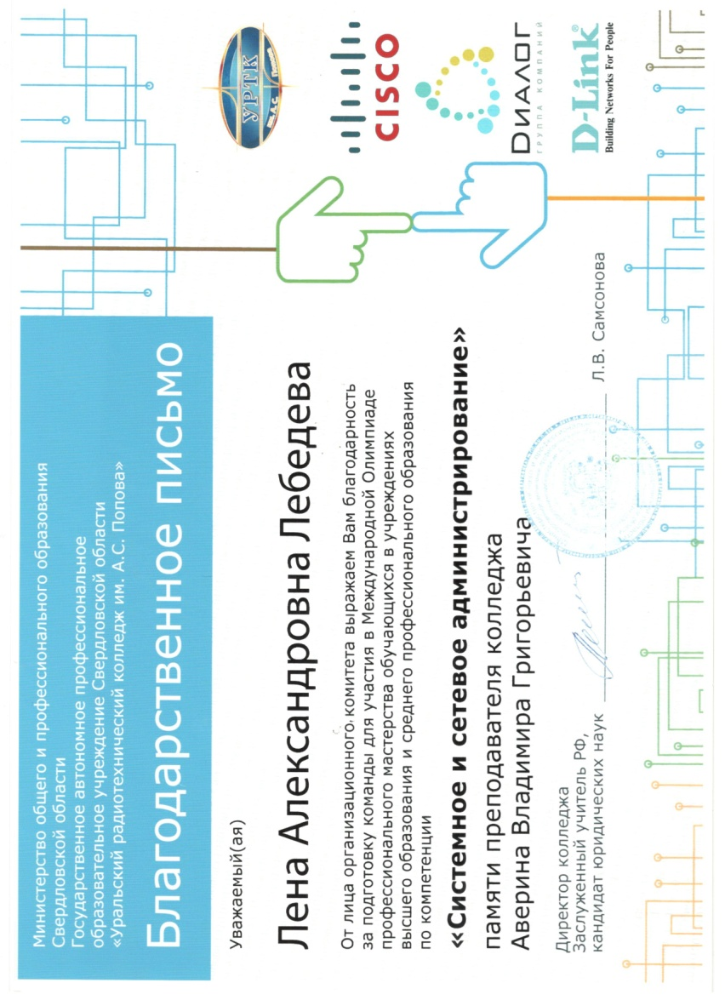 Министерство общего и профессионального образования
Свердловской области
Государственное автономное профессиональное
образовательное учреждение Свердловской области
«Уральский радиотехнический колледж им. А.С. Попова»
Благодарственное письмо
УРТК
им. А.С. Попова
CISCO
DИАЛОГ
ГРУППА КОМПАНИЙ
D-Link®
Building Networks For People
Уважаемый(ая)
Лена Александровна Лебедева
От лица организационного комитета выражаем Вам благодарность
за подготовку команды для участия в Международной Олимпиаде
профессионального мастерства обучающихся в учреждениях
высшего образования и среднего профессионального образования
по компетенции
«Системное и сетевое администрирование»
памяти преподавателя колледжа
Аверина Владимира Григорьевича
Директор колледжа
Заслуженный учитель РФ,
кандидат юридических наук Л.В. Самсонова